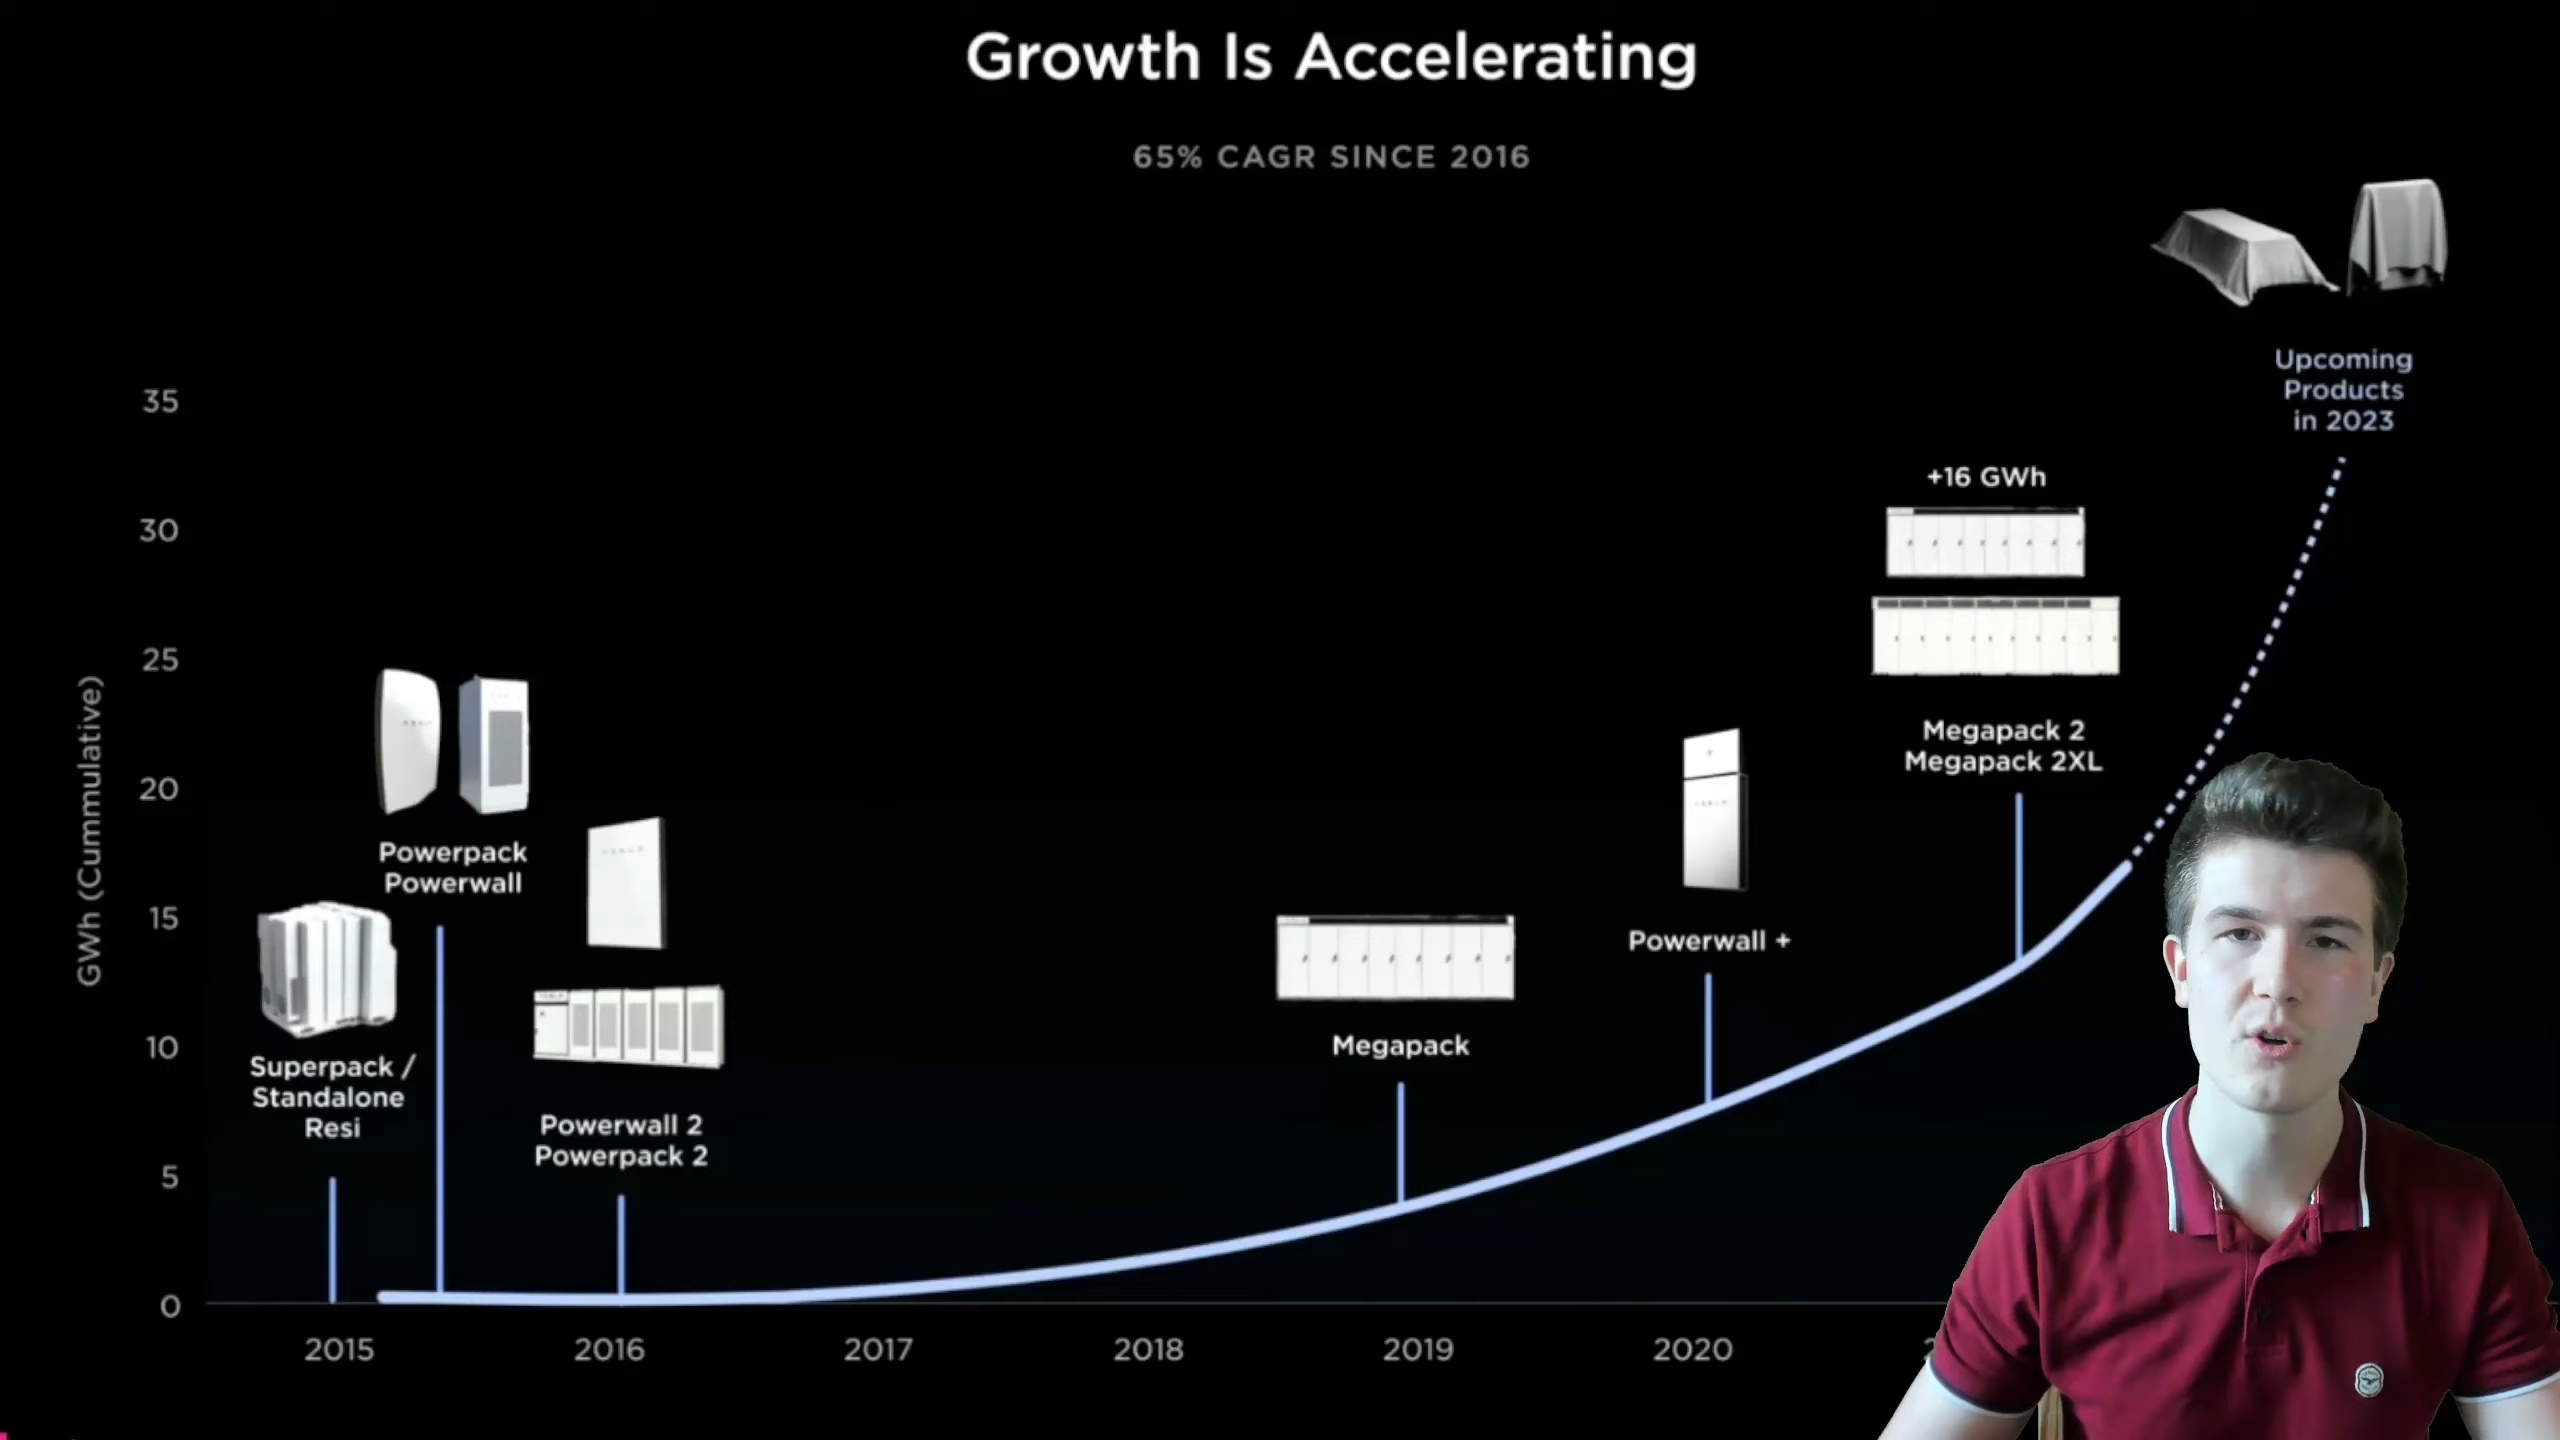 Growth Is Accelerating
65% CAGR SINCE 2016
Upcoming
Products
in 2023
35
+16 GWh
30
25
Megapack 2
Megapack 2XL
20
Powerpack
Powerwall
15
Powerwall +
10
Megapack
Superpack /
Standalone
Resi
Powerwall 2
Powerpack 2
5
0
GWh (Cummulative)
2015
2016
2017
2018
2019
2020